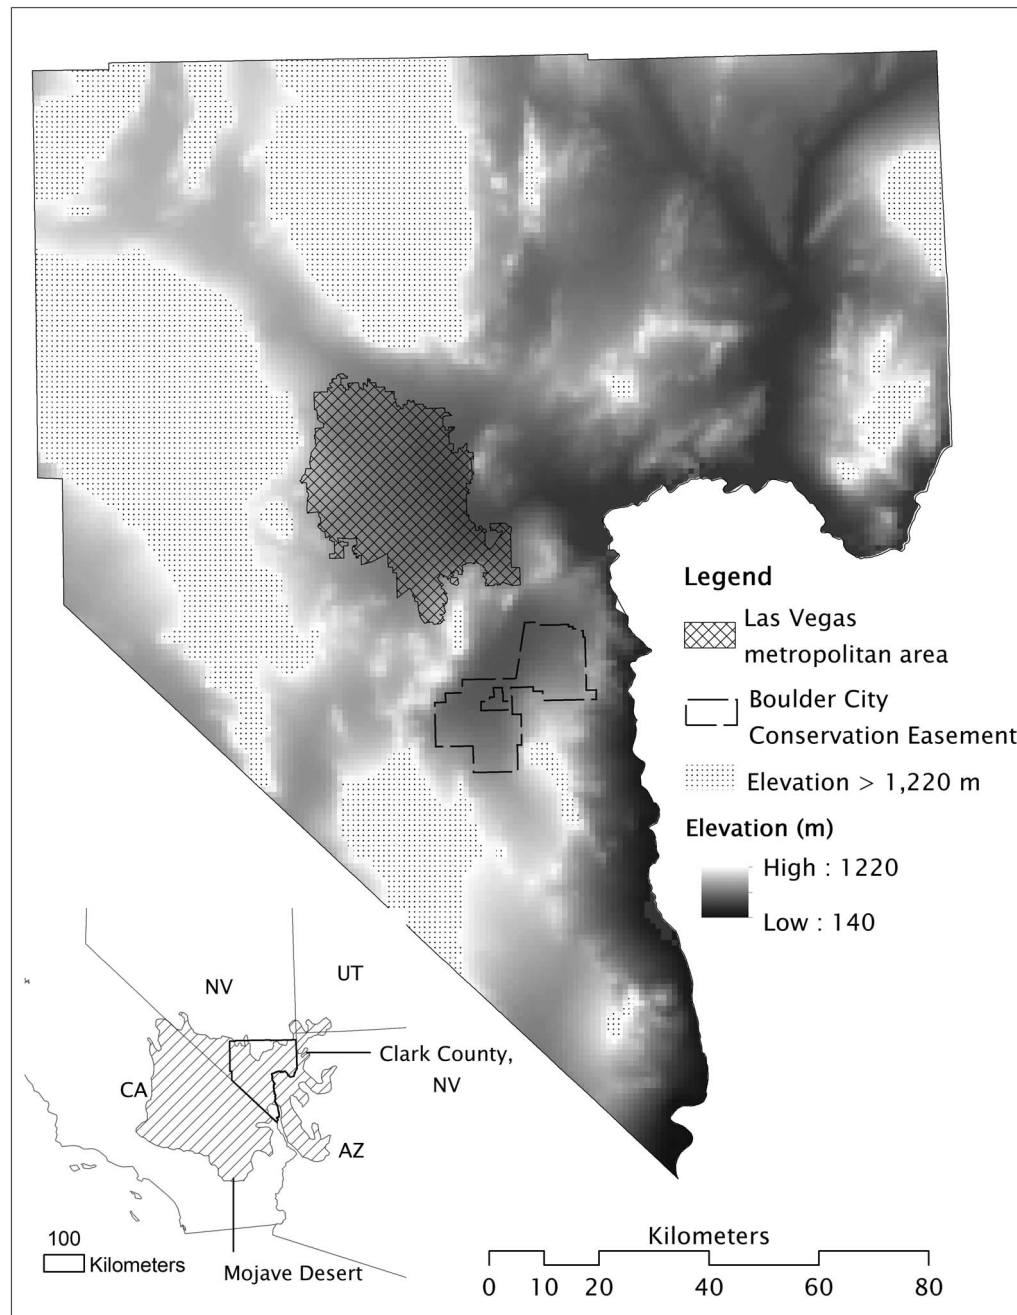 Legend
Las Vegas
metropolitan area
Boulder City
Conservation Easement
Elevation > 1,220 m
Elevation (m)
High : 1220
Low : 140
NV
UT
Clark County,
NV
CA
AZ
100
Kilometers
Mojave Desert
Kilometers
0 10 20 40 60 80